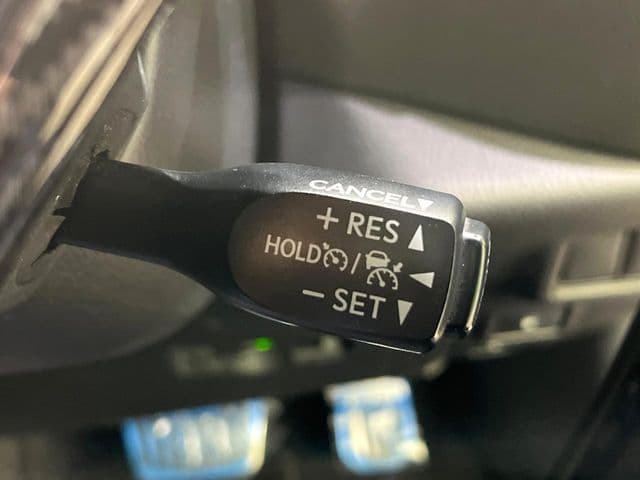 CANCEL▼
+ RES ▲
HOLD / ◀
− SET ▼